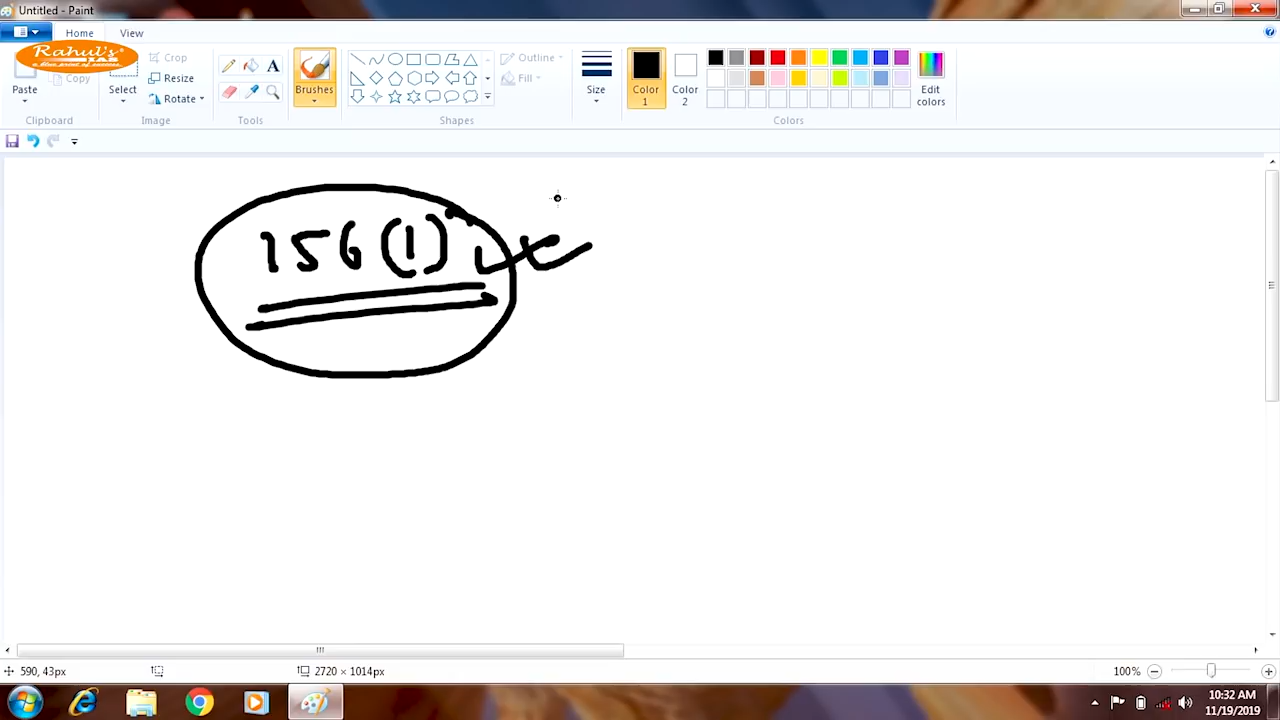 Untitled - Paint
Home View
Rahul's IAS
Paste
Copy
Select
Crop
Resize
Rotate
Brushes
Outline
Fill
Size
Color 1
Color 2
Edit colors
Clipboard
Image
Tools
Shapes
Colors
156(1)
590, 43px
2720 × 1014px
100%
10:32 AM
11/19/2019